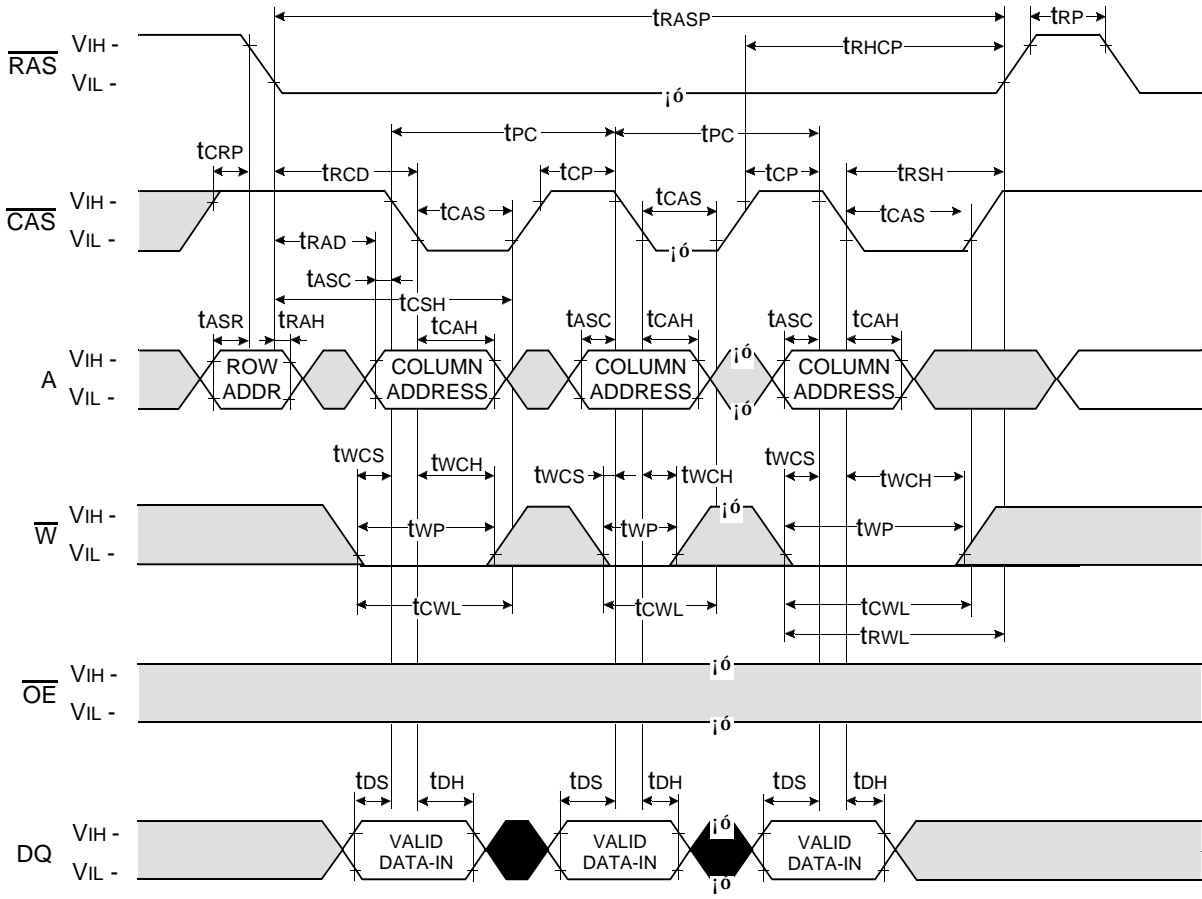 tRASP
tRP
tRHCP
VIH -
RAS
VIL -
¡ó
tCRP
tRCD
tPC
tPC
tCP
tCP
tRSH
VIH -
CAS
VIL -
tCAS
tCAS
tCAS
¡ó
tRAD
tASC
tCSH
tASR
tRAH
tCAH
tASC
tCAH
tASC
tCAH
VIH -
A
VIL -
ROW
ADDR
COLUMN
ADDRESS
COLUMN
ADDRESS
¡ó
¡ó
COLUMN
ADDRESS
tWCS
tWCH
tWCS
tWCH
tWCS
tWCH
VIH -
W
VIL -
tWP
tWP
¡ó
tWP
tCWL
tCWL
tCWL
tRWL
VIH -
OE
VIL -
¡ó
¡ó
tDS
tDH
tDS
tDH
tDS
tDH
VIH -
DQ
VIL -
VALID
DATA-IN
VALID
DATA-IN
¡ó
¡ó
VALID
DATA-IN